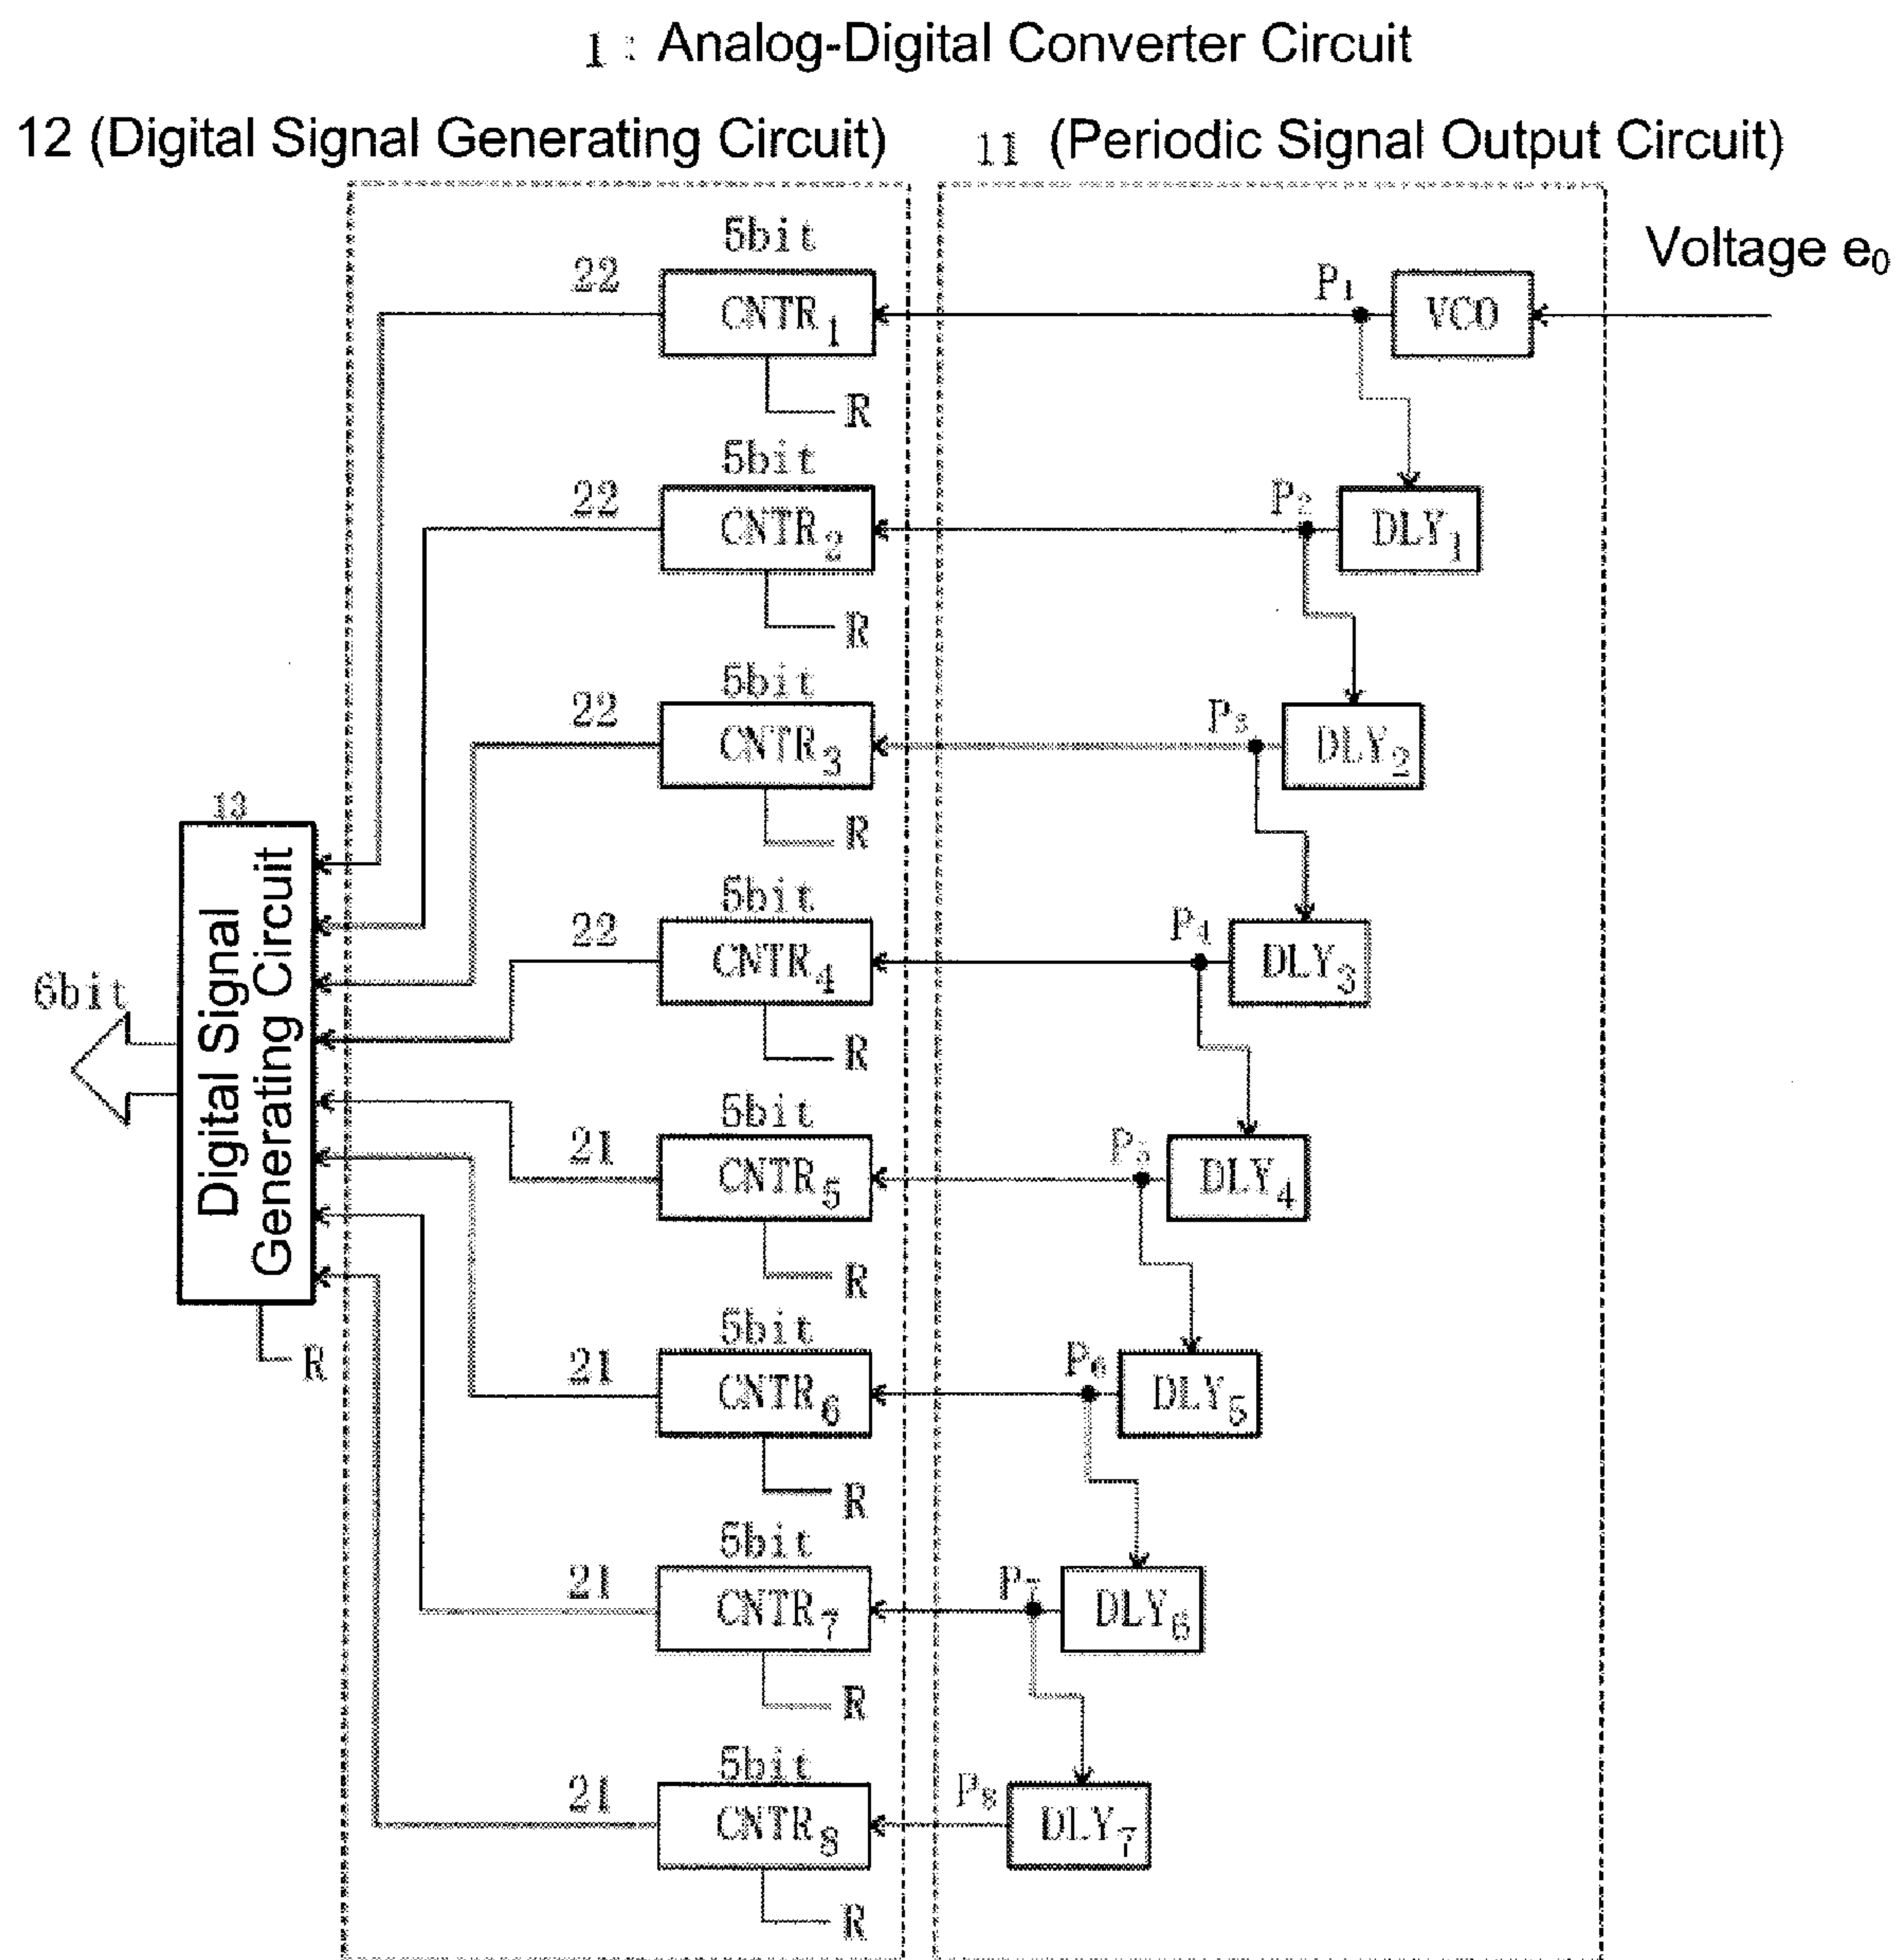 1 : Analog-Digital Converter Circuit
12 (Digital Signal Generating Circuit)
11 (Periodic Signal Output Circuit)
Voltage e0
5bit
22
CNTR1
R
P1
VCO
5bit
22
CNTR2
R
P2
DLY1
5bit
22
CNTR3
R
P3
DLY2
13
Digital Signal
Generating Circuit
6bit
R
5bit
22
CNTR4
R
P4
DLY3
5bit
21
CNTR5
R
P5
DLY4
5bit
21
CNTR6
R
P6
DLY5
5bit
21
CNTR7
R
P7
DLY6
5bit
21
CNTR8
R
P8
DLY7